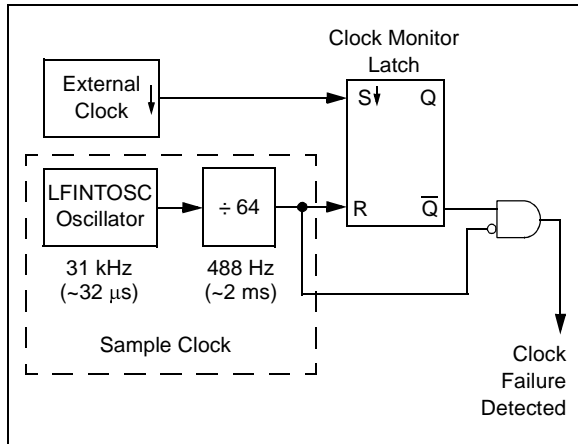 Clock Monitor
Latch
External
Clock
S
Q
LFINTOSC
Oscillator
÷ 64
R
Q̅
31 kHz
(~32 μs)
488 Hz
(~2 ms)
Sample Clock
Clock
Failure
Detected